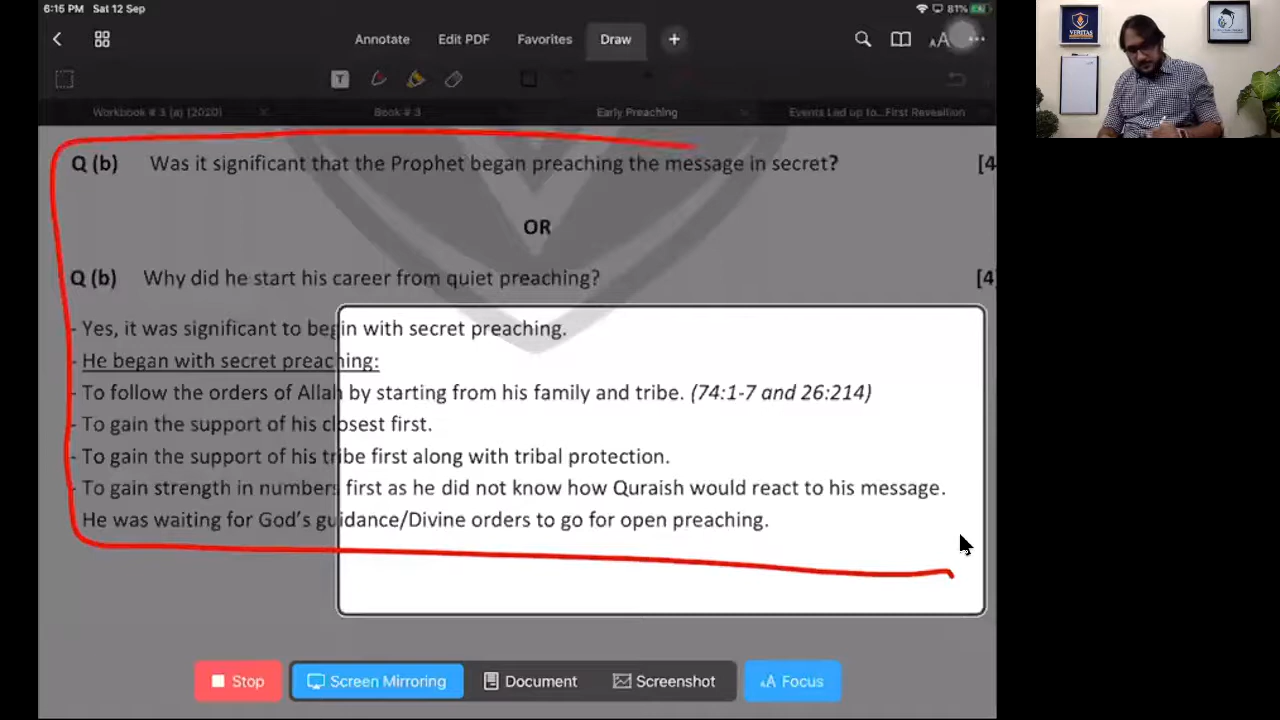 6:15 PM Sat 12 Sep 81%
Annotate Edit PDF Favorites Draw + AA
Workbook # 3 (a) (2020) × Book # 3 Early Preaching × Events Led up to... First Revealtion
VERITAS
Q (b) Was it significant that the Prophet began preaching the message in secret? [4
OR
Q (b) Why did he start his career from quiet preaching? [4]
- Yes, it was significant to begin with secret preaching.
- He began with secret preaching:
- To follow the orders of Allah by starting from his family and tribe. (74:1-7 and 26:214)
- To gain the support of his closest first.
- To gain the support of his tribe first along with tribal protection.
- To gain strength in numbers first as he did not know how Quraish would react to his message.
He was waiting for God's guidance/Divine orders to go for open preaching.
Stop Screen Mirroring Document Screenshot AA Focus